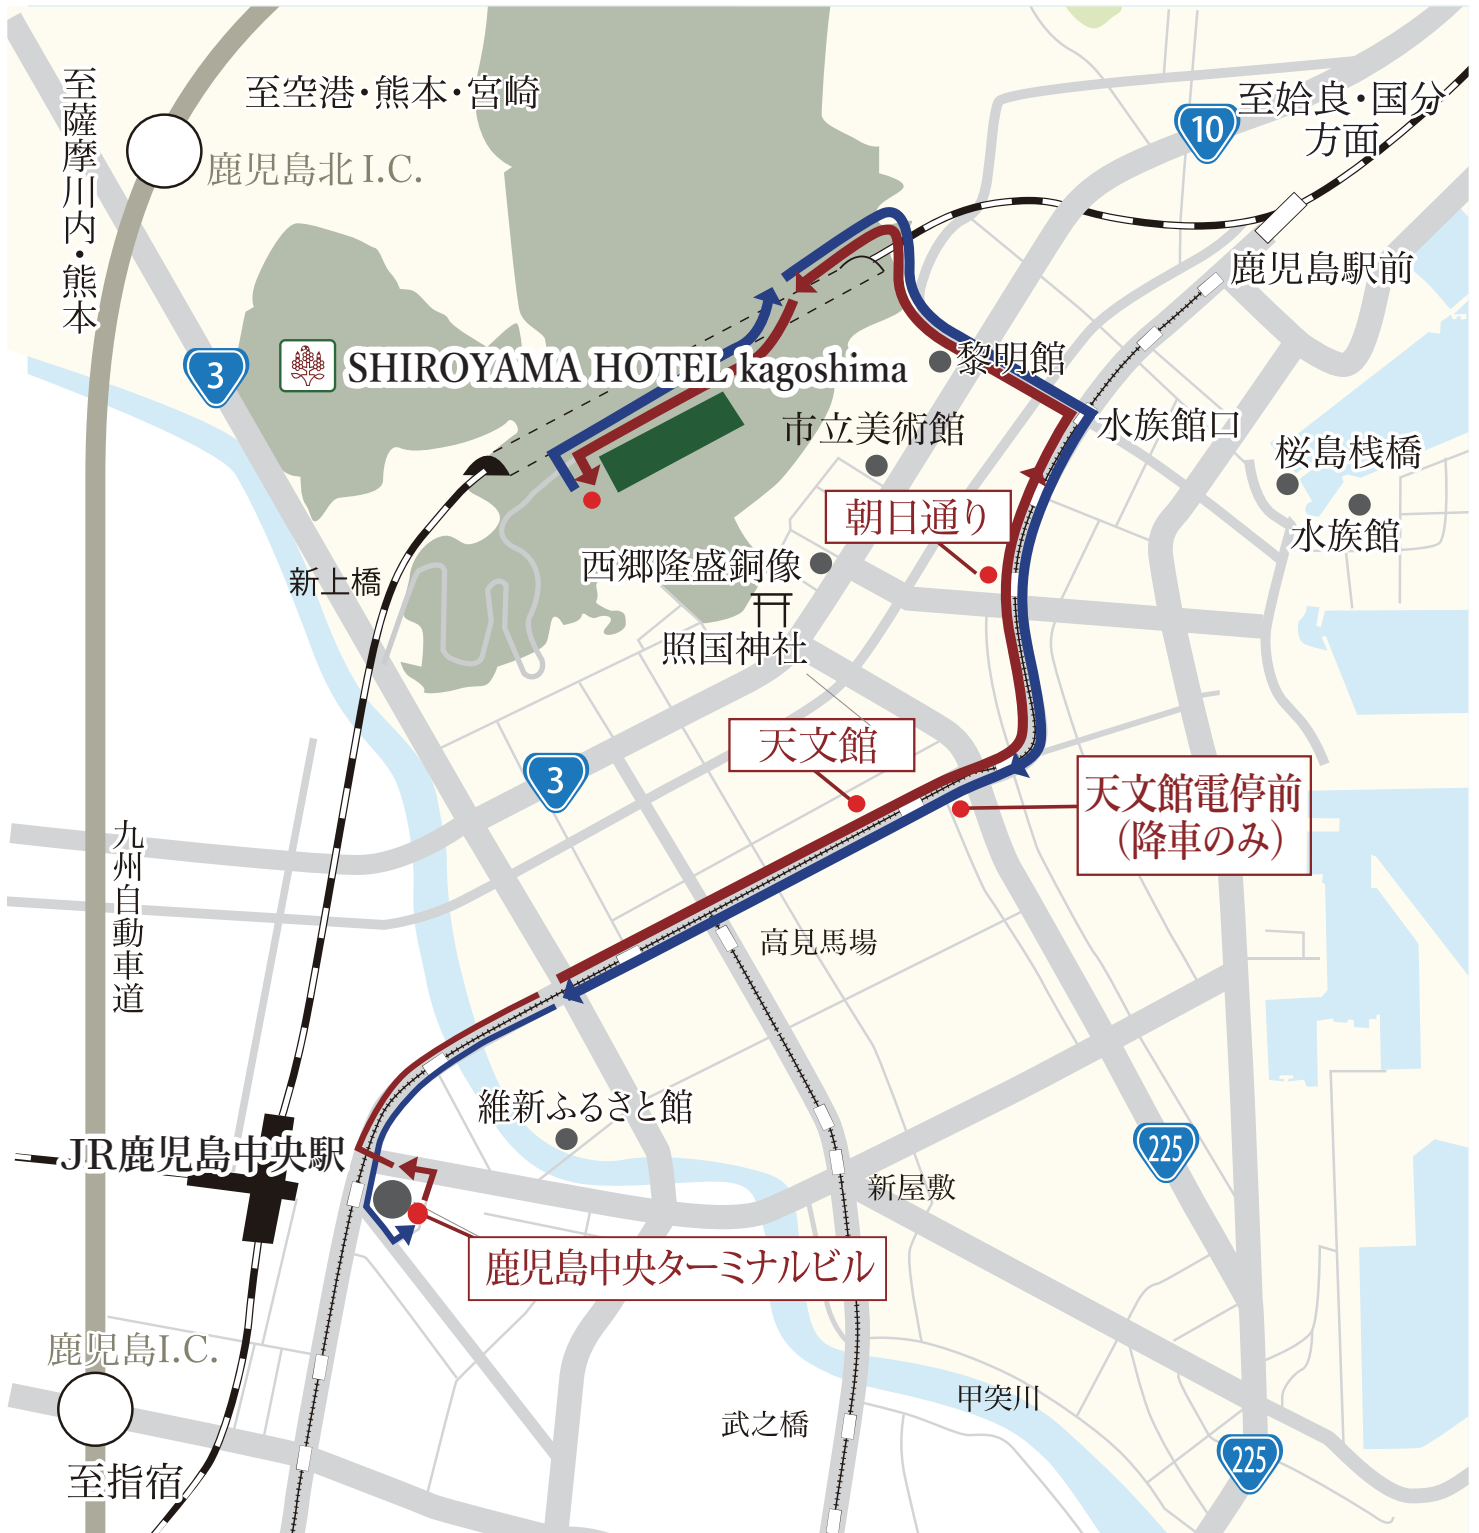 至空港・熊本・宮崎
至薩摩川内・熊本
鹿児島北 I.C.
10
至姶良・国分
方面
鹿児島駅前
3
SHIROYAMA HOTEL kagoshima
黎明館
市立美術館
水族館口
桜島桟橋
水族館
朝日通り
西郷隆盛銅像
新上橋
照国神社
天文館
3
天文館電停前
（降車のみ）
九州自動車道
高見馬場
維新ふるさと館
JR鹿児島中央駅
225
新屋敷
鹿児島中央ターミナルビル
鹿児島I.C.
甲突川
武之橋
225
至指宿